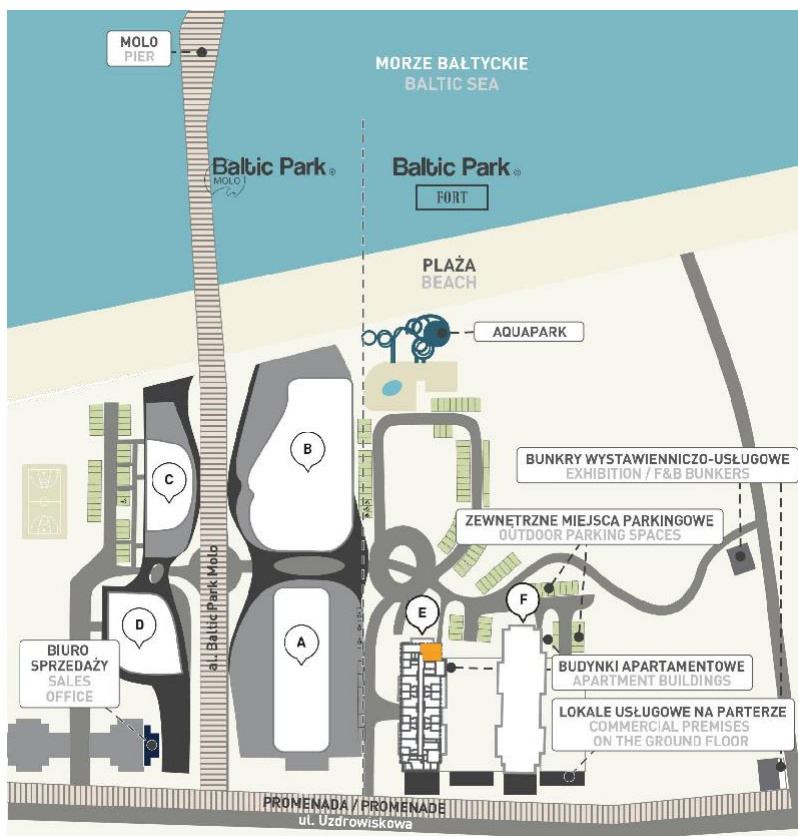 MOLO
PIER
MORZE BAŁTYCKIE
BALTIC SEA
Baltic Park ®
MOLO
Baltic Park ®
FORT
PLAŻA
BEACH
AQUAPARK
B
C
BUNKRY WYSTAWIENNICZO-USŁUGOWE
EXHIBITION / F&B BUNKERS
ZEWNĘTRZNE MIEJSCA PARKINGOWE
OUTDOOR PARKING SPACES
al. Baltic Park Molo
E
F
D
A
BIURO
SPRZEDAŻY
SALES
OFFICE
BUDYNKI APARTAMENTOWE
APARTMENT BUILDINGS
LOKALE USŁUGOWE NA PARTERZE
COMMERCIAL PREMISES
ON THE GROUND FLOOR
PROMENADA / PROMENADE
ul. Uzdrowiskowa